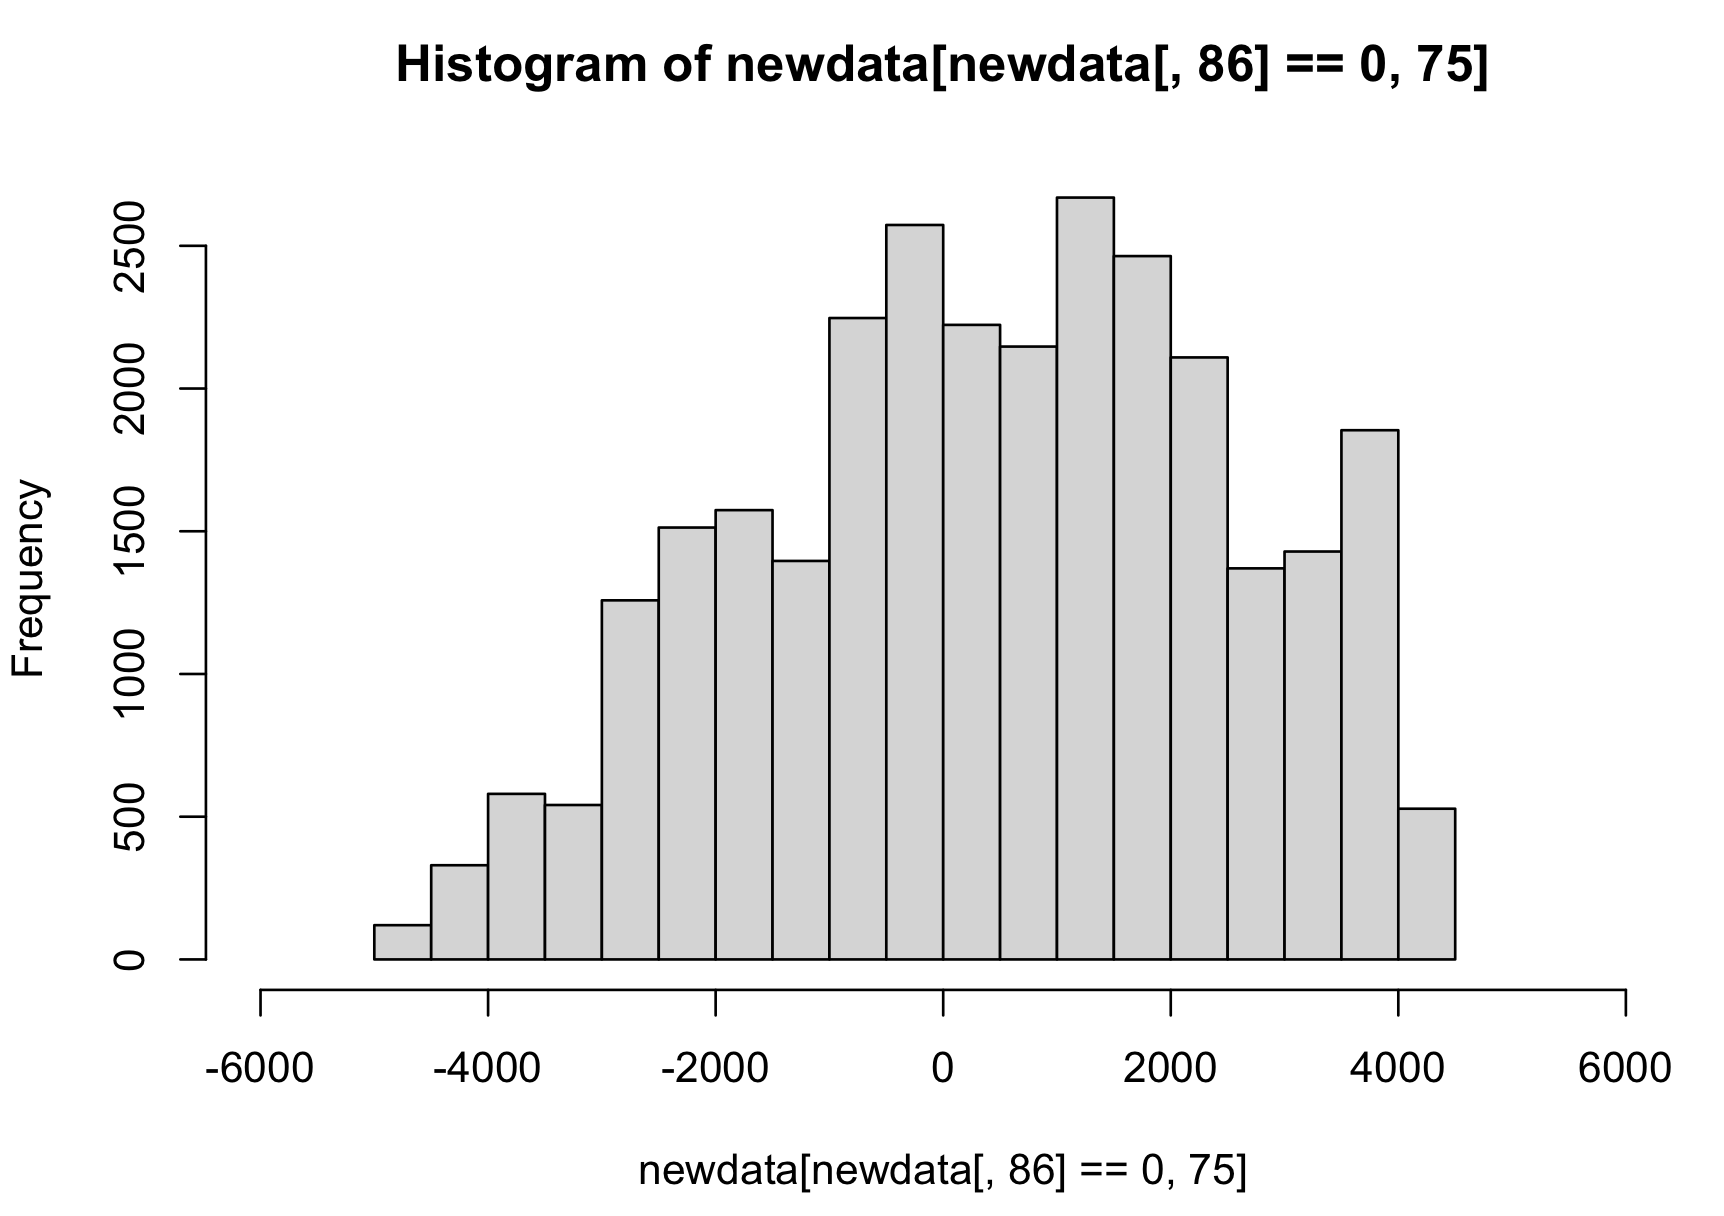 Histogram of newdata[newdata[, 86] == 0, 75]
Frequency
2500
2000
1500
1000
500
0
-6000 -4000 -2000 0 2000 4000 6000
newdata[newdata[, 86] == 0, 75]